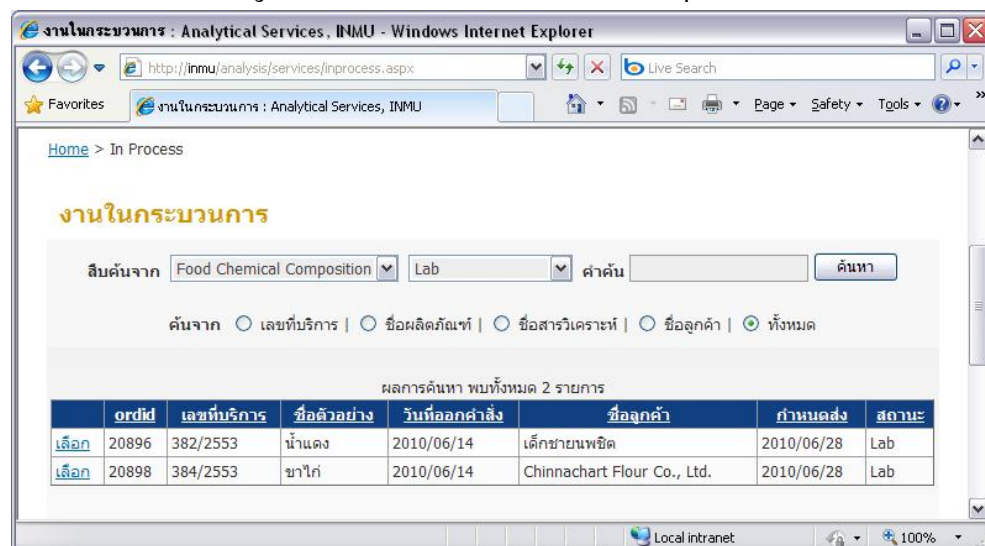 งานในกระบวนการ : Analytical Services, INMU - Windows Internet Explorer
http://inmu/analysis/services/inprocess.aspx
Live Search
Favorites
งานในกระบวนการ : Analytical Services, INMU
Page Safety Tools
Home > In Process
งานในกระบวนการ
สืบค้นจาก Food Chemical Composition Lab คำค้น ค้นหา
ค้นจาก เลขที่บริการ | ชื่อผลิตภัณฑ์ | ชื่อสารวิเคราะห์ | ชื่อลูกค้า | ทั้งหมด
ผลการค้นหา พบทั้งหมด 2 รายการ
ordid เลขที่บริการ ชื่อตัวอย่าง วันที่ออกคำสั่ง ชื่อลูกค้า กำหนดส่ง สถานะ
เลือก 20896 382/2553 น้ำแดง 2010/06/14 เด็กชายนพชิต 2010/06/28 Lab
เลือก 20898 384/2553 ขาไก่ 2010/06/14 Chinnachart Flour Co., Ltd. 2010/06/28 Lab
Local intranet 100%